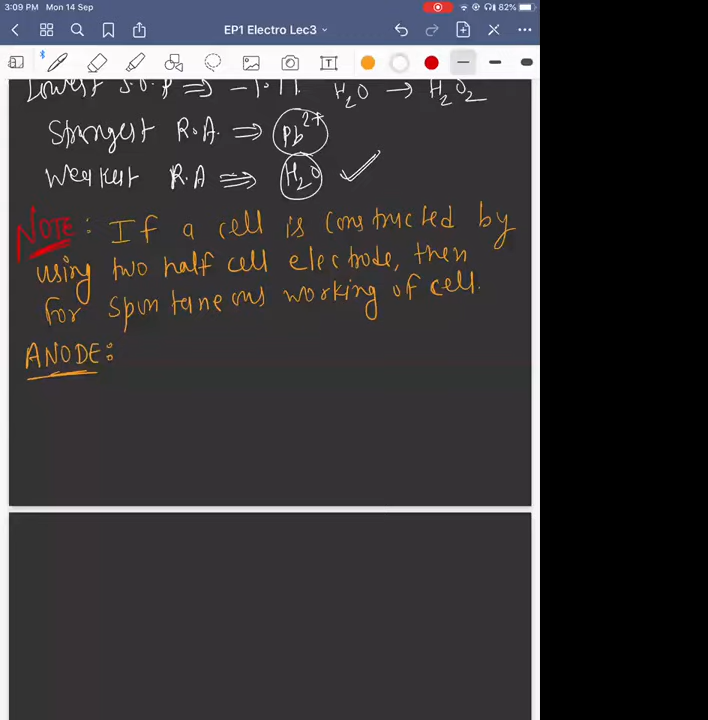 3:09 PM Mon 14 Sep
82%
EP1 Electro Lec3
T
Lowest S.O.P ⇒ -1.77 H2O → H2O2
Strongest R.A. ⇒ Pb2+
Weakest R.A ⇒ H2O ✓
NOTE: If a cell is constructed by
using two half cell electrode, then
for spontaneous working of cell.
ANODE: